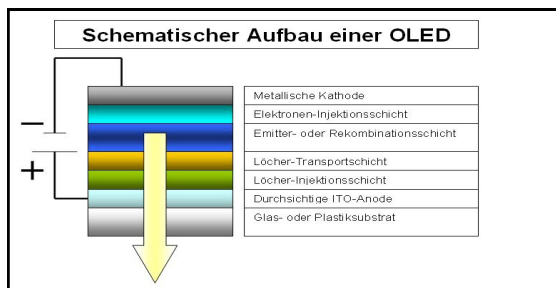 Schematischer Aufbau einer OLED
Metallische Kathode
Elektronen-Injektionsschicht
Emitter- oder Rekombinationsschicht
Löcher-Transportschicht
Löcher-Injektionsschicht
Durchsichtige ITO-Anode
Glas- oder Plastiksubstrat
–
+